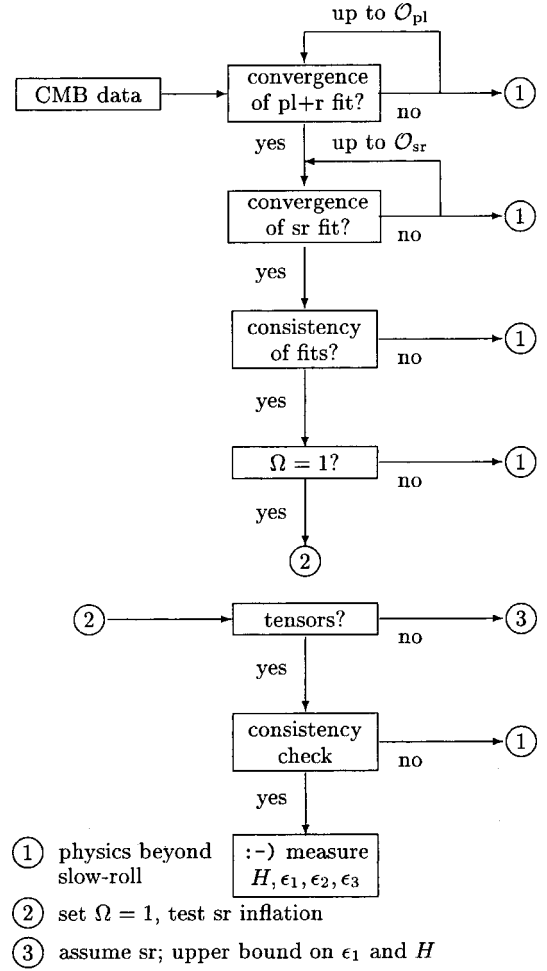 up to 𝒪pl
CMB data
convergence
of pl+r fit?
no
1
yes
up to 𝒪sr
convergence
of sr fit?
no
1
yes
consistency
of fits?
no
1
yes
Ω = 1?
no
1
yes
2
2
tensors?
no
3
yes
consistency
check
no
1
yes
:-) measure
H, ϵ1, ϵ2, ϵ3
1 physics beyond
slow-roll
2 set Ω = 1, test sr inflation
3 assume sr; upper bound on ϵ1 and H